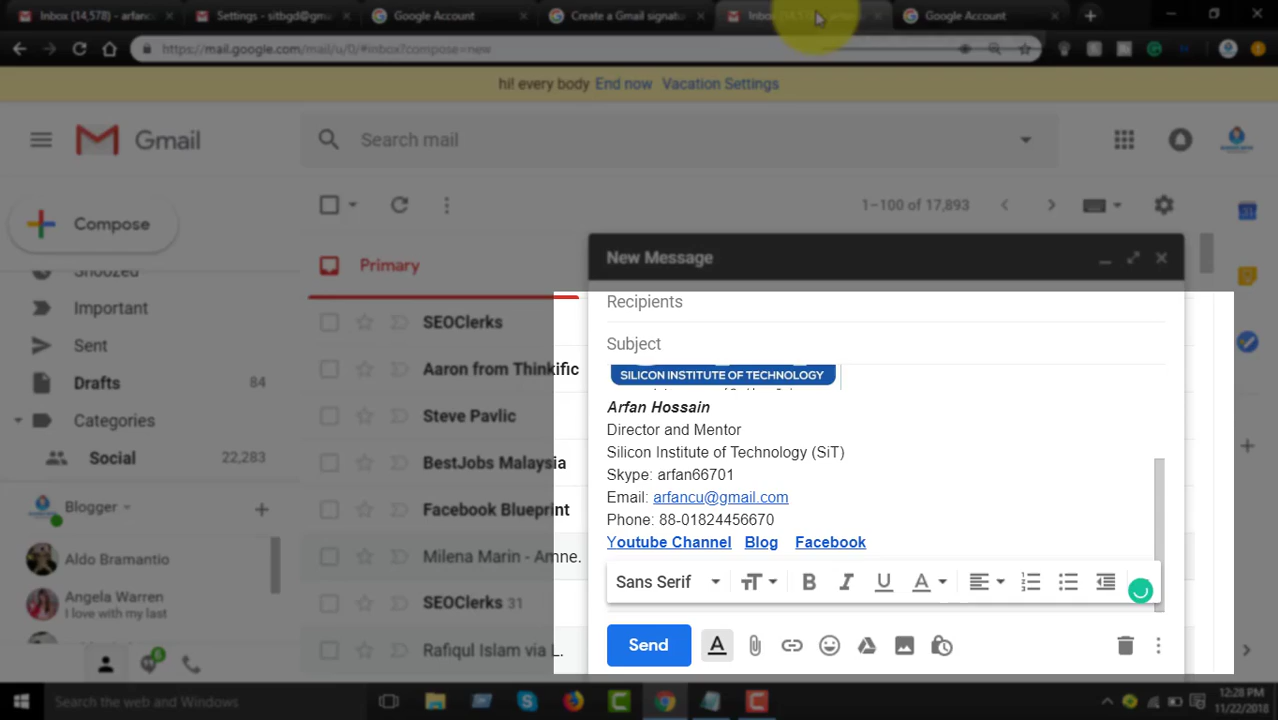 Inbox (14,578) - arfanc
Settings - sitbgd@gma
Google Account
Create a Gmail signatu
Google Account
https://mail.google.com/mail/u/0/#inbox?compose=new
hi! every body End now Vacation Settings
Gmail
Search mail
Compose
1–100 of 17,893
Snoozed
Important
Sent
Drafts 84
Categories
Social 22,283
Blogger
Aldo Bramantio
Angela Warren
I love with my last
Primary
SEOClerks
Aaron from Thinkific
Steve Pavlic
BestJobs Malaysia
Facebook Blueprint
Milena Marin - Amne.
SEOClerks 31
Rafiqul Islam via L.
New Message
Recipients
Subject
SILICON INSTITUTE OF TECHNOLOGY
Arfan Hossain
Director and Mentor
Silicon Institute of Technology (SiT)
Skype: arfan66701
Email: arfancu@gmail.com
Phone: 88-01824456670
Youtube Channel Blog Facebook
Sans Serif
Send
Search the web and Windows
12:28 PM
11/22/2018